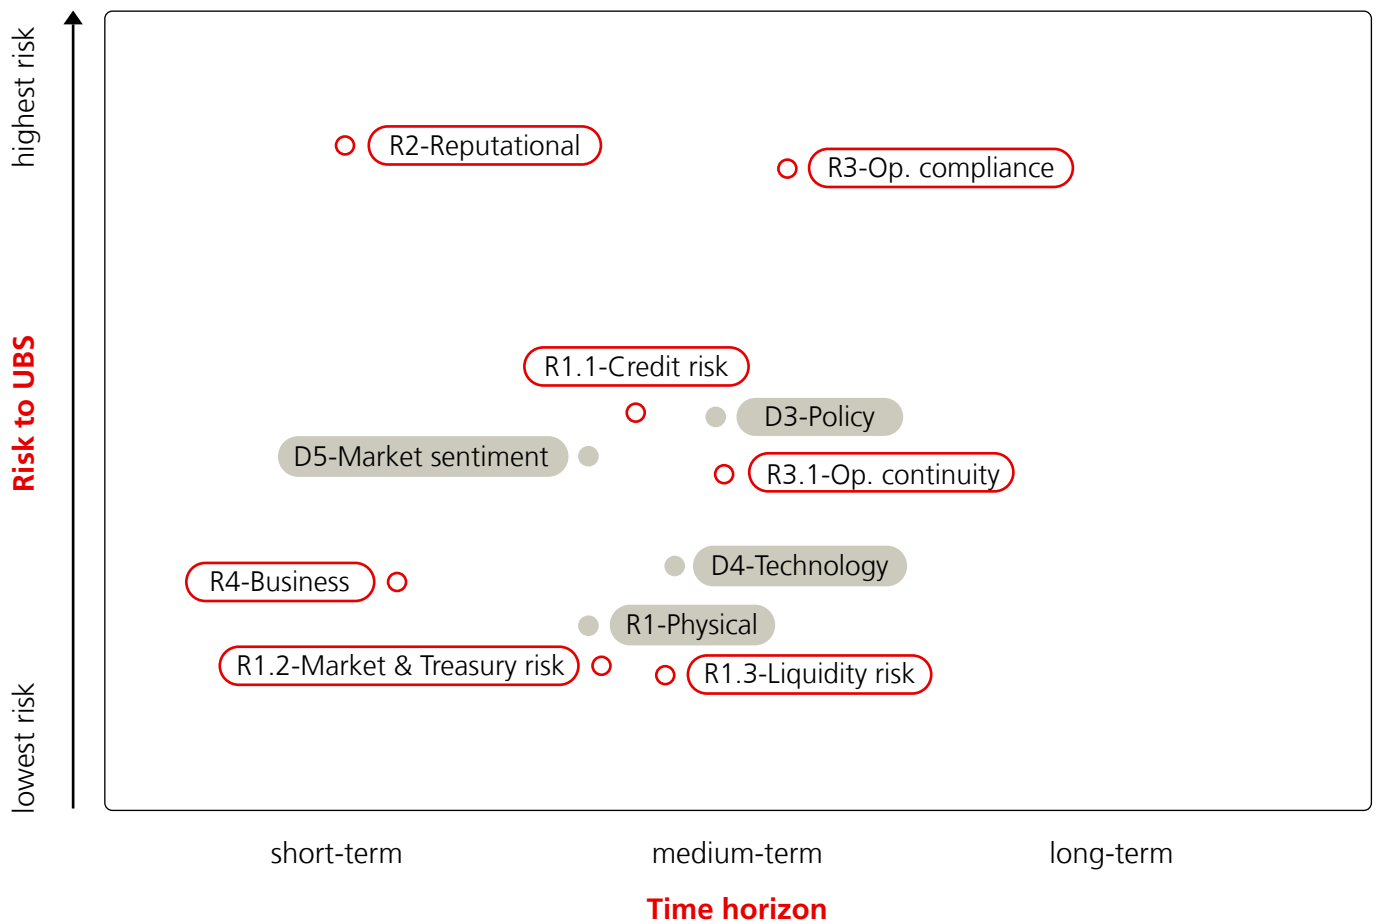 highest risk
Risk to UBS
lowest risk
R2-Reputational
R3-Op. compliance
R1.1-Credit risk
D3-Policy
D5-Market sentiment
R3.1-Op. continuity
D4-Technology
R4-Business
R1-Physical
R1.2-Market & Treasury risk
R1.3-Liquidity risk
short-term
medium-term
long-term
Time horizon